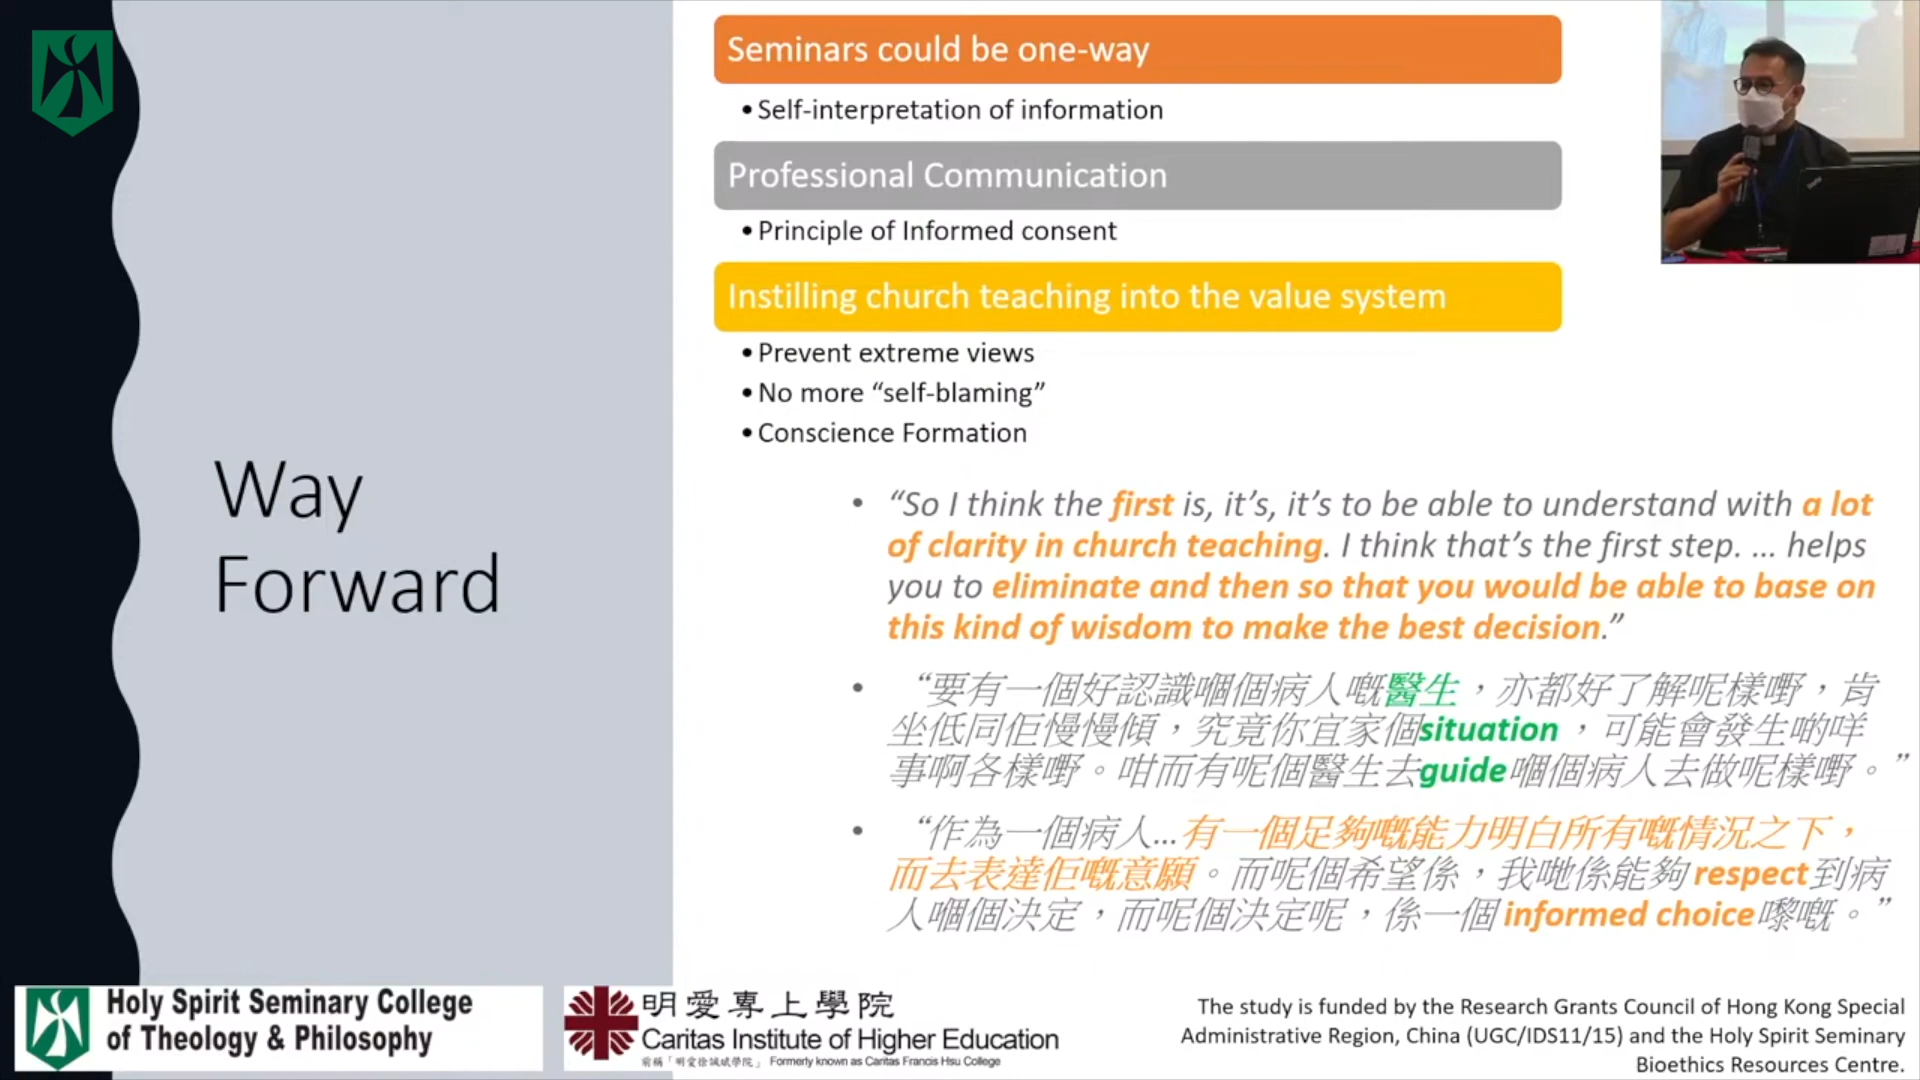 Seminars could be one-way
• Self-interpretation of information
Professional Communication
• Principle of Informed consent
Instilling church teaching into the value system
• Prevent extreme views
• No more “self-blaming”
• Conscience Formation
Way
Forward
• “So I think the first is, it’s, it’s to be able to understand with a lot
of clarity in church teaching. I think that’s the first step. … helps
you to eliminate and then so that you would be able to base on
this kind of wisdom to make the best decision.”
• “要有一個好認識嗰個病人嘅醫生，亦都好了解呢樣嘢，肯
坐低同佢慢慢傾，究竟你宜家個situation，可能會發生啲咩
事啊各樣嘢。咁而有呢個醫生去guide嗰個病人去做呢樣嘢。”
• “作為一個病人…有一個足夠嘅能力明白所有嘅情況之下，
而去表達佢嘅意願。而呢個希望係，我哋係能夠respect到病
人嗰個決定，而呢個決定呢，係一個informed choice嚟嘅。”
Holy Spirit Seminary College
of Theology & Philosophy
明愛專上學院
Caritas Institute of Higher Education
前稱「明愛徐誠斌學院」 Formerly known as Caritas Francis Hsu College
The study is funded by the Research Grants Council of Hong Kong Special
Administrative Region, China (UGC/IDS11/15) and the Holy Spirit Seminary
Bioethics Resources Centre.